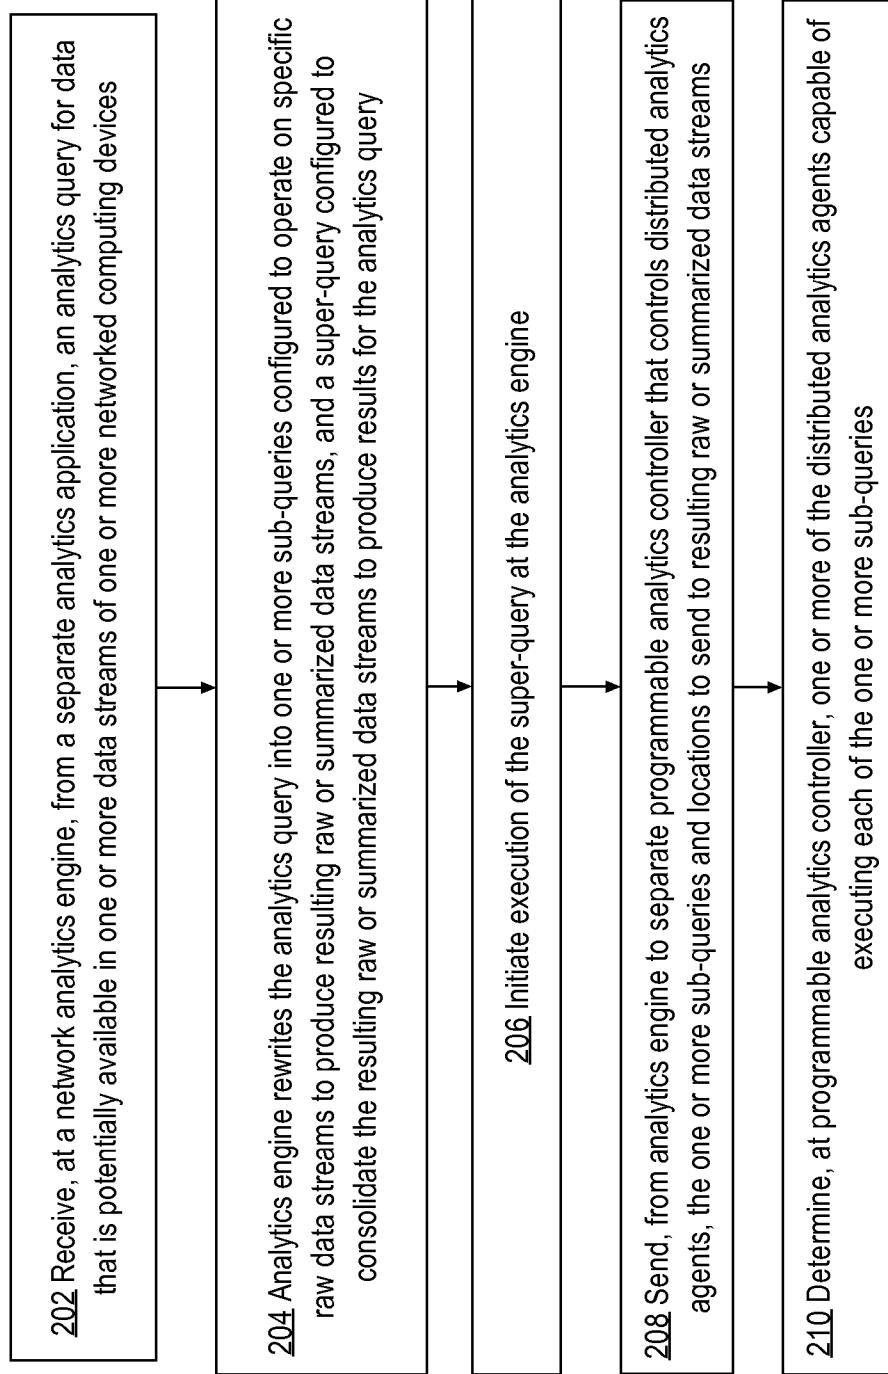 202 Receive, at a network analytics engine, from a separate analytics application, an analytics query for data
that is potentially available in one or more data streams of one or more networked computing devices
204 Analytics engine rewrites the analytics query into one or more sub-queries configured to operate on specific
raw data streams to produce resulting raw or summarized data streams, and a super-query configured to
consolidate the resulting raw or summarized data streams to produce results for the analytics query
206 Initiate execution of the super-query at the analytics engine
208 Send, from analytics engine to separate programmable analytics controller that controls distributed analytics
agents, the one or more sub-queries and locations to send to resulting raw or summarized data streams
210 Determine, at programmable analytics controller, one or more of the distributed analytics agents capable of
executing each of the one or more sub-queries